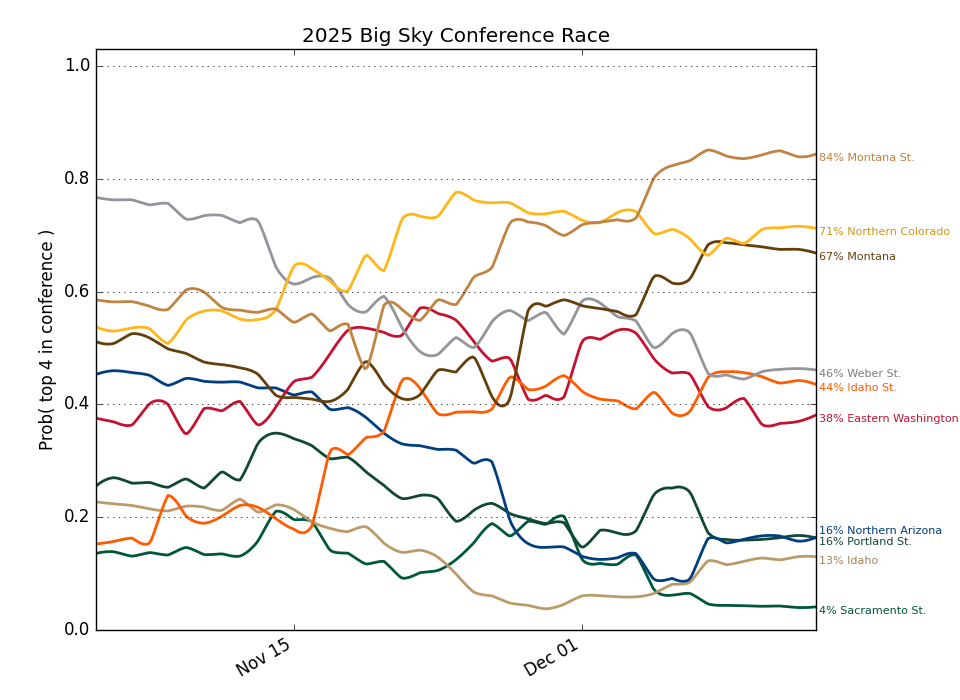 2025 Big Sky Conference Race
Prob( top 4 in conference )
1.0
0.8
0.6
0.4
0.2
0.0
Nov 15
Dec 01
84% Montana St.
71% Northern Colorado
67% Montana
46% Weber St.
44% Idaho St.
38% Eastern Washington
16% Northern Arizona
16% Portland St.
13% Idaho
4% Sacramento St.